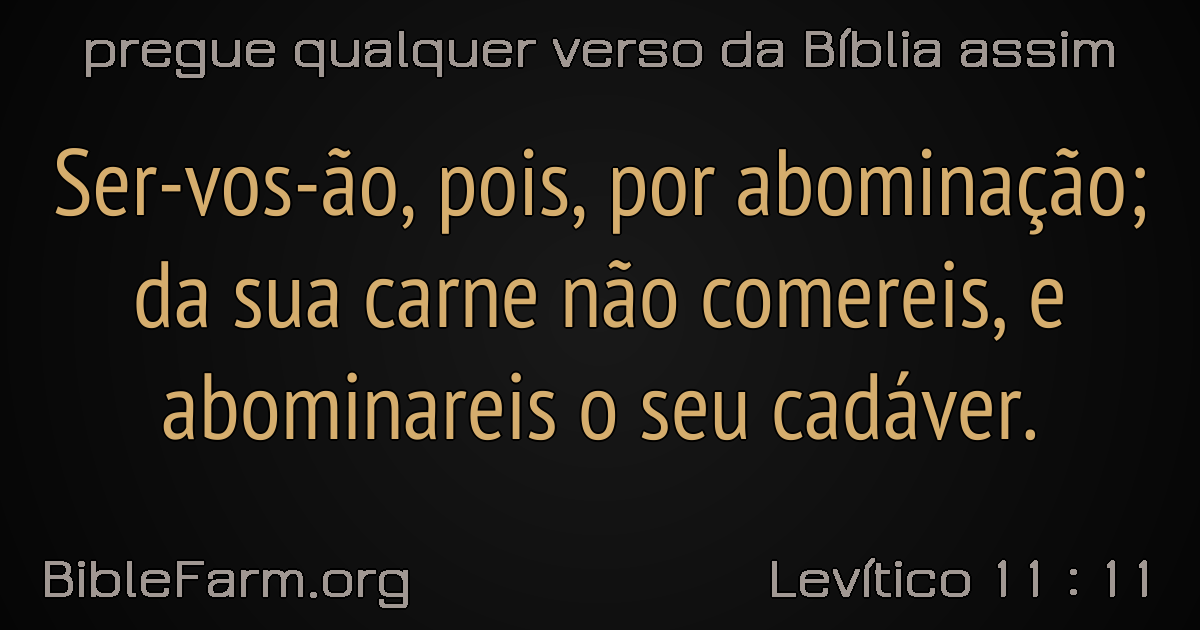 pregue qualquer verso da Bíblia assim
Ser-vos-ão, pois, por abominação;
da sua carne não comereis, e
abominareis o seu cadáver.
BibleFarm.org
Levítico 11 : 11